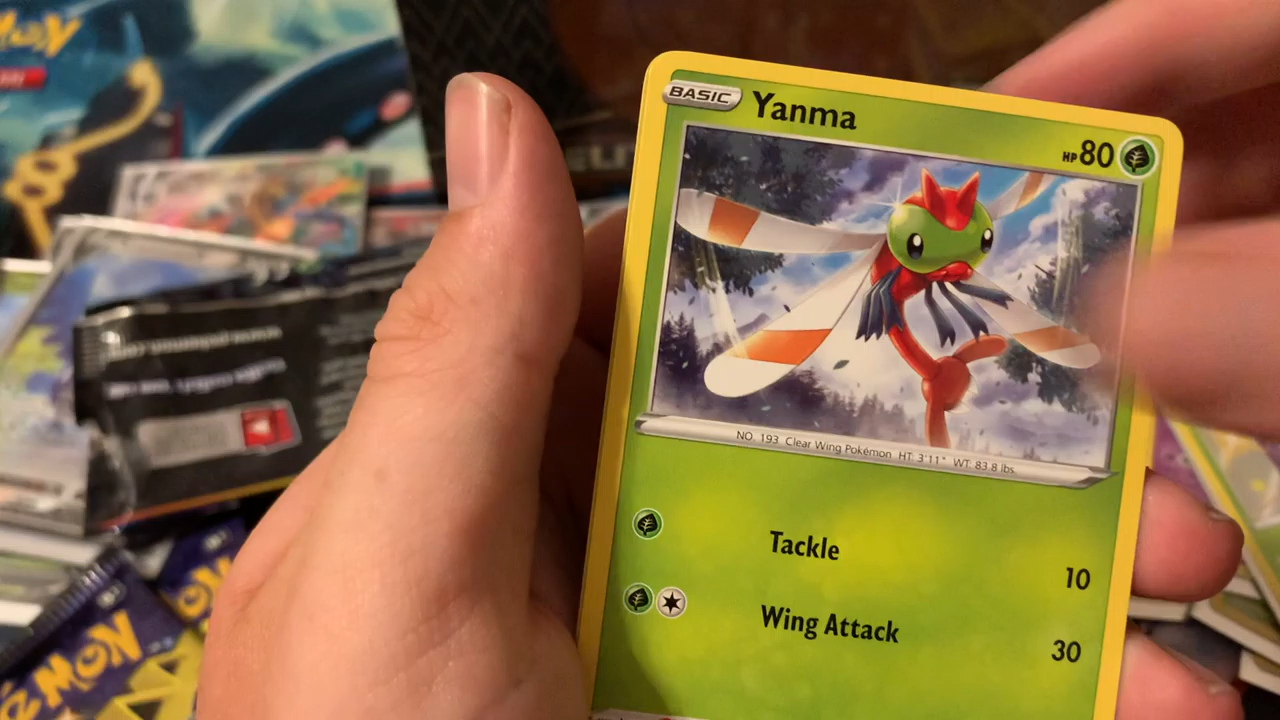 BASIC Yanma HP 80
NO. 193 Clear Wing Pokémon HT: 3'11" WT: 83.8 lbs.
Tackle 10
Wing Attack 30
ÉMON